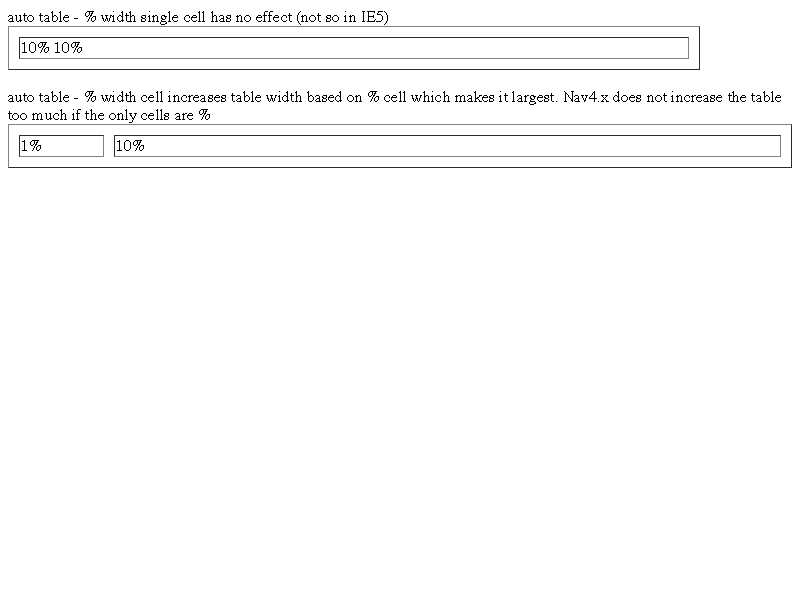 auto table - % width single cell has no effect (not so in IE5)
10% 10%
auto table - % width cell increases table width based on % cell which makes it largest. Nav4.x does not increase the table
too much if the only cells are %
1% 10%